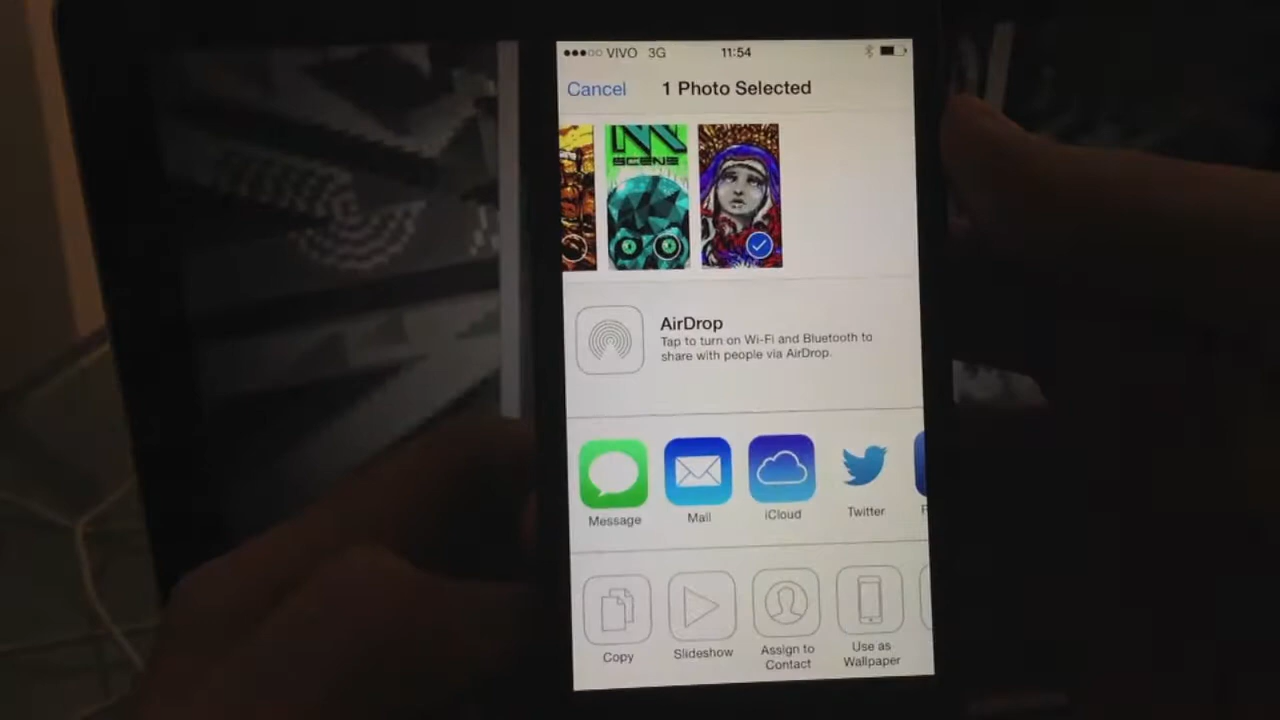 VIVO 3G 11:54
Cancel 1 Photo Selected
SCENE
AirDrop
Tap to turn on Wi-Fi and Bluetooth to
share with people via AirDrop.
Message Mail iCloud Twitter
Copy Slideshow Assign to
Contact Use as
Wallpaper